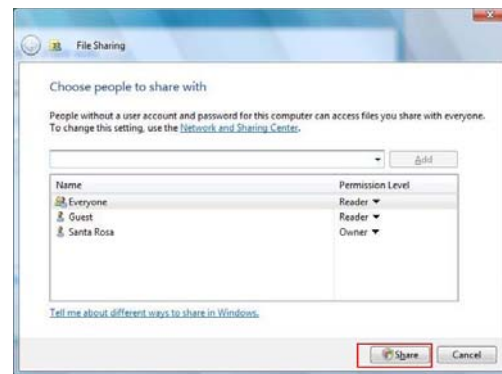 File Sharing
Choose people to share with
People without a user account and password for this computer can access files you share with everyone.
To change this setting, use the Network and Sharing Center.
Add
Name Permission Level
Everyone Reader
Guest Reader
Santa Rosa Owner
Tell me about different ways to share in Windows.
Share Cancel